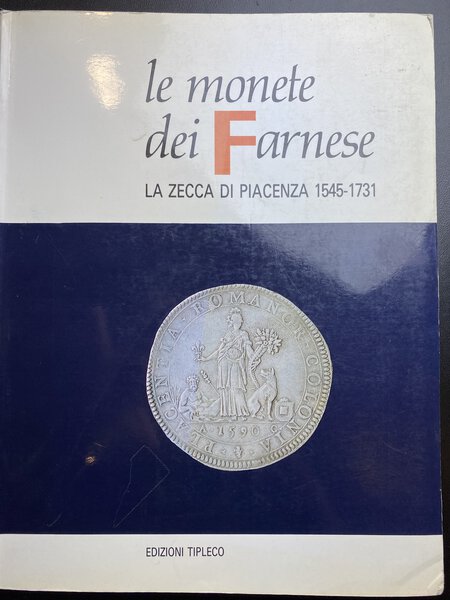 le monete
dei Farnese
LA ZECCA DI PIACENZA 1545-1731
PLACENTIA·ROMANOR·COLONIA
A 1590 C
EDIZIONI TIPLECO